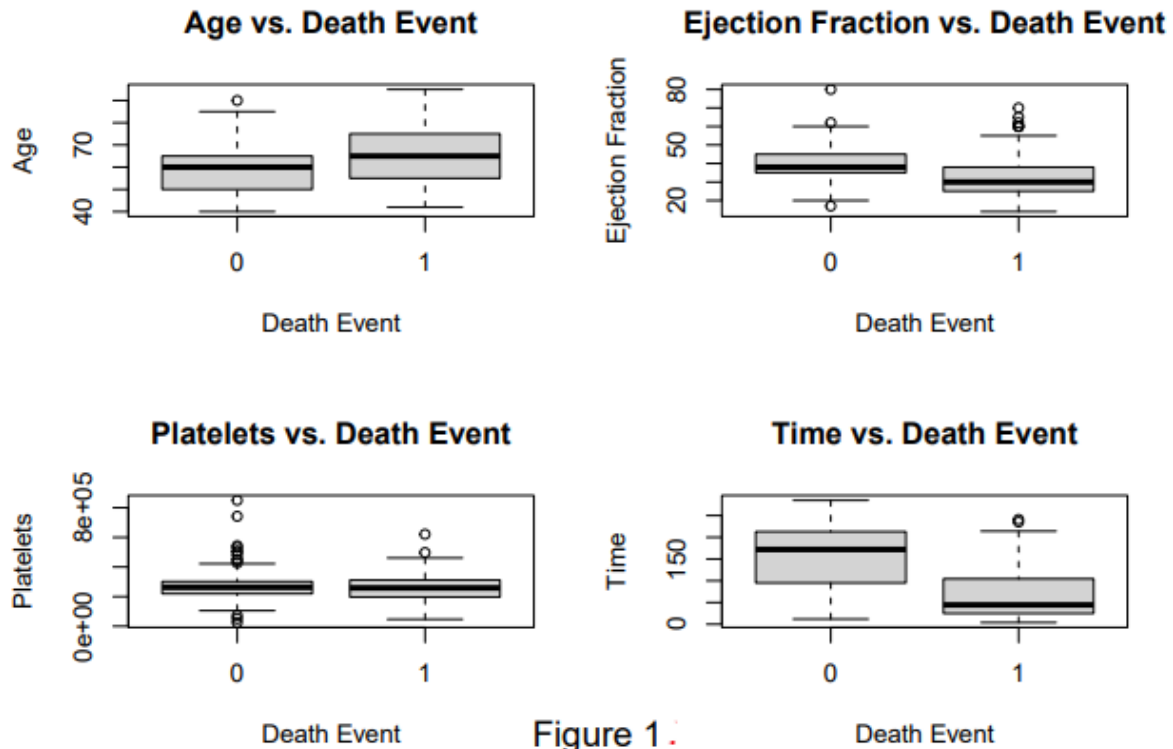 Age vs. Death Event
Age
40
70
0
1
Death Event
Ejection Fraction vs. Death Event
Ejection Fraction
20
50
80
0
1
Death Event
Platelets vs. Death Event
Platelets
0e+00
8e+05
0
1
Death Event
Time vs. Death Event
Time
0
150
0
1
Death Event
Figure 1.